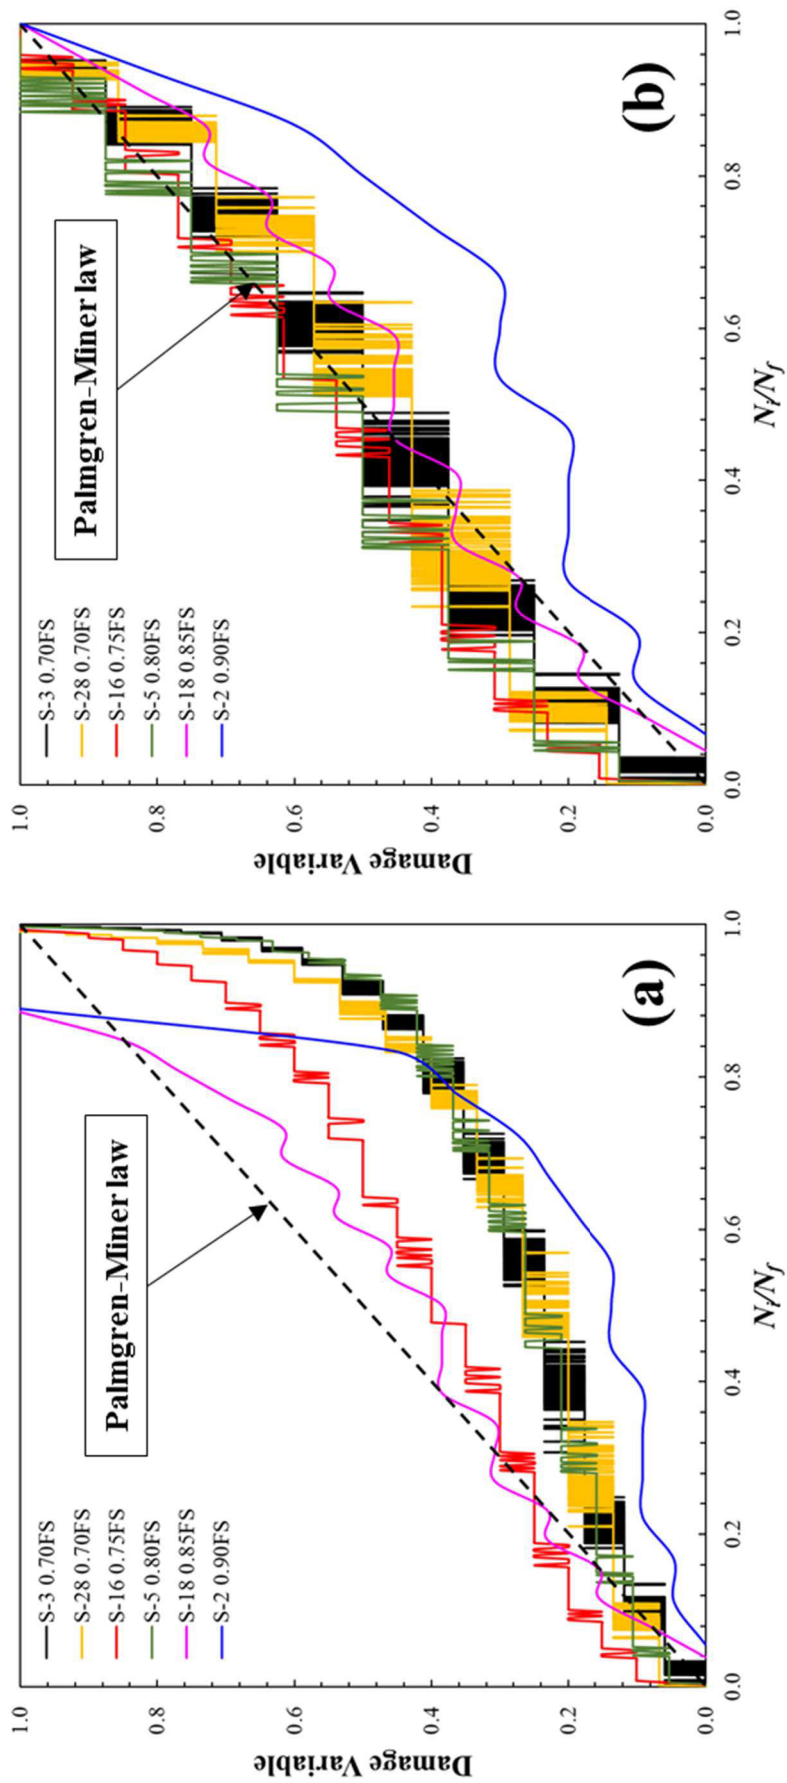 S-3 0.70FS
S-28 0.70FS
S-16 0.75FS
S-5 0.80FS
S-18 0.85FS
S-2 0.90FS
Palmgren-Miner law
(a)
Damage Variable
1.0
0.8
0.6
0.4
0.2
0.0
0.0
0.2
0.4
0.6
0.8
1.0
Ni/Nf
S-3 0.70FS
S-28 0.70FS
S-16 0.75FS
S-5 0.80FS
S-18 0.85FS
S-2 0.90FS
Palmgren-Miner law
(b)
Damage Variable
1.0
0.8
0.6
0.4
0.2
0.0
0.0
0.2
0.4
0.6
0.8
1.0
Ni/Nf